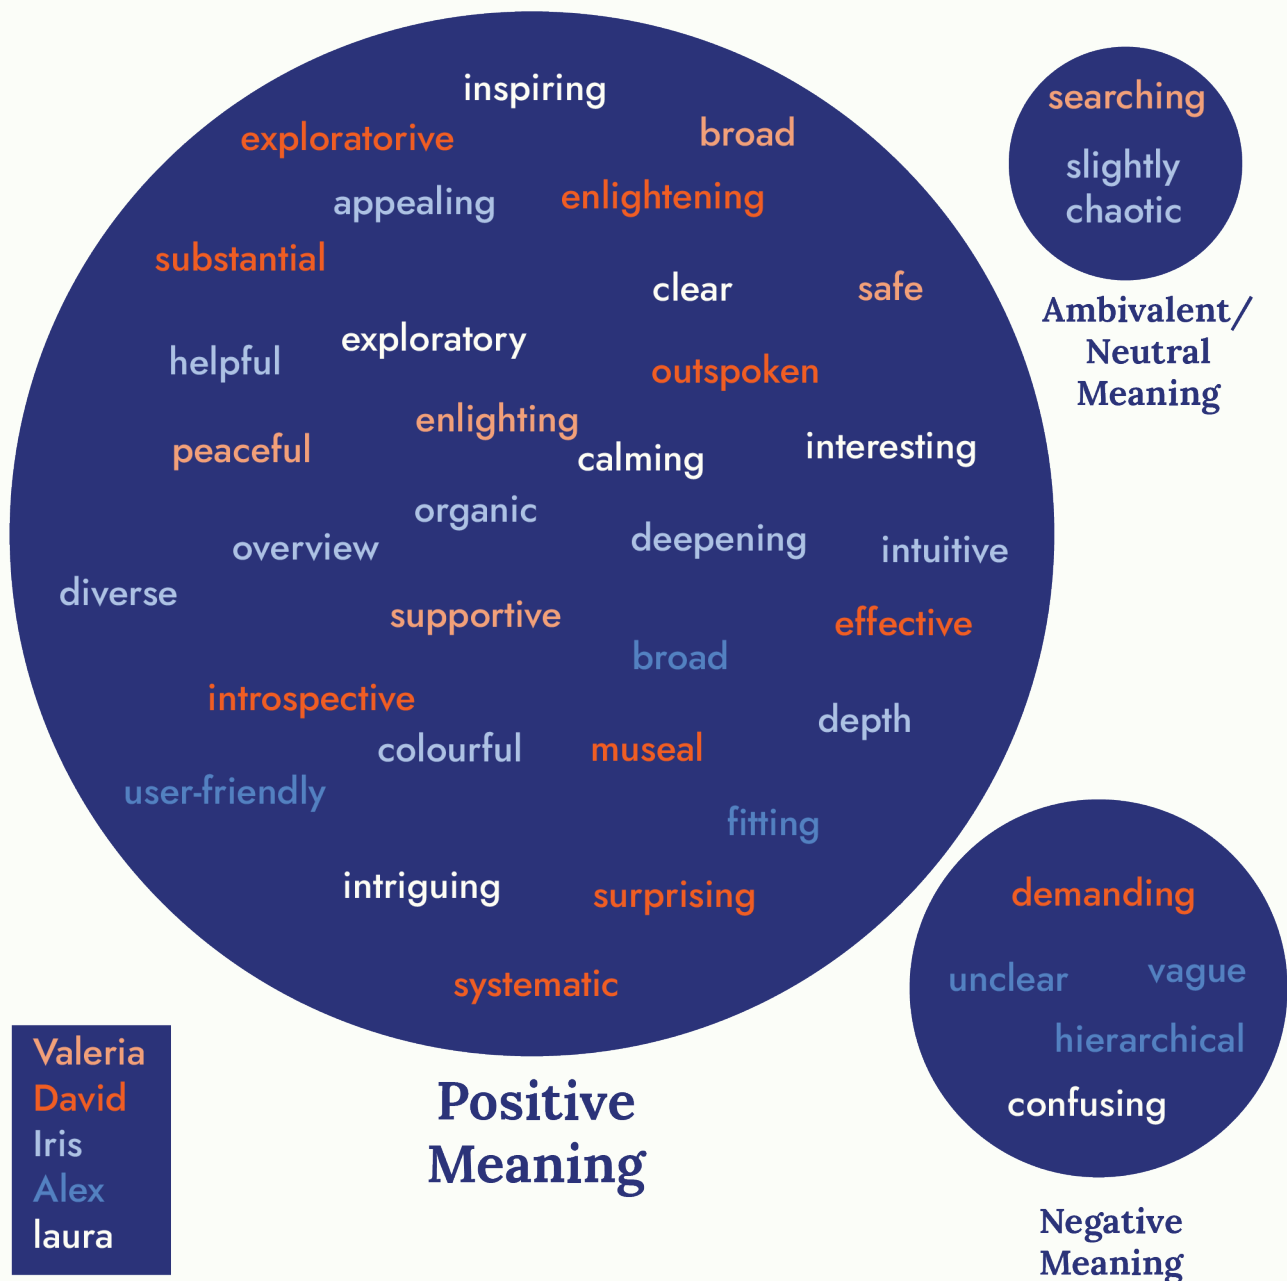 inspiring
exploratorive
broad
appealing
enlightening
substantial
clear
safe
exploratory
helpful
outspoken
enlighting
peaceful
calming
interesting
organic
overview
deepening
intuitive
diverse
supportive
effective
broad
introspective
depth
colourful
museal
user-friendly
fitting
intriguing
surprising
systematic
Positive
Meaning
searching
slightly
chaotic
Ambivalent/
Neutral
Meaning
demanding
unclear
vague
hierarchical
confusing
Negative
Meaning
Valeria
David
Iris
Alex
laura